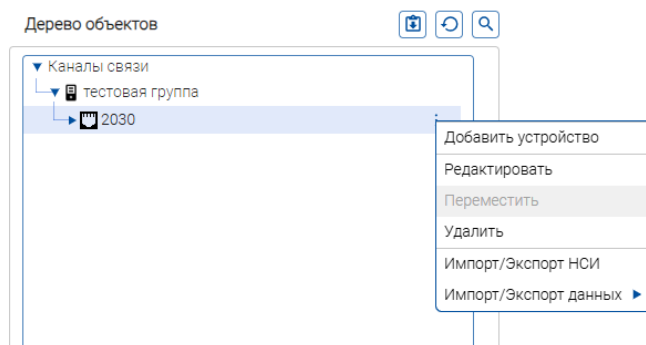 Дерево объектов
Каналы связи
тестовая группа
2030
Добавить устройство
Редактировать
Переместить
Удалить
Импорт/Экспорт НСИ
Импорт/Экспорт данных